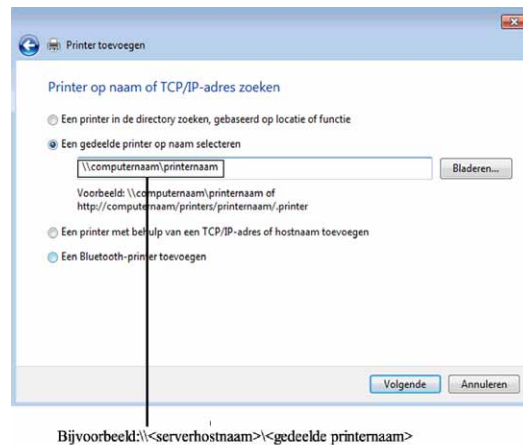 Printer toevoegen
Printer op naam of TCP/IP-adres zoeken
Een printer in de directory zoeken, gebaseerd op locatie of functie
Een gedeelde printer op naam selecteren
\\computernaam\printernaam
Bladeren...
Voorbeeld: \\computernaam\printernaam of
http://computernaam/printers/printernaam/.printer
Een printer met behulp van een TCP/IP-adres of hostnaam toevoegen
Een Bluetooth-printer toevoegen
Volgende
Annuleren
Bijvoorbeeld:\\<serverhostnaam>\<gedeelde printernaam>